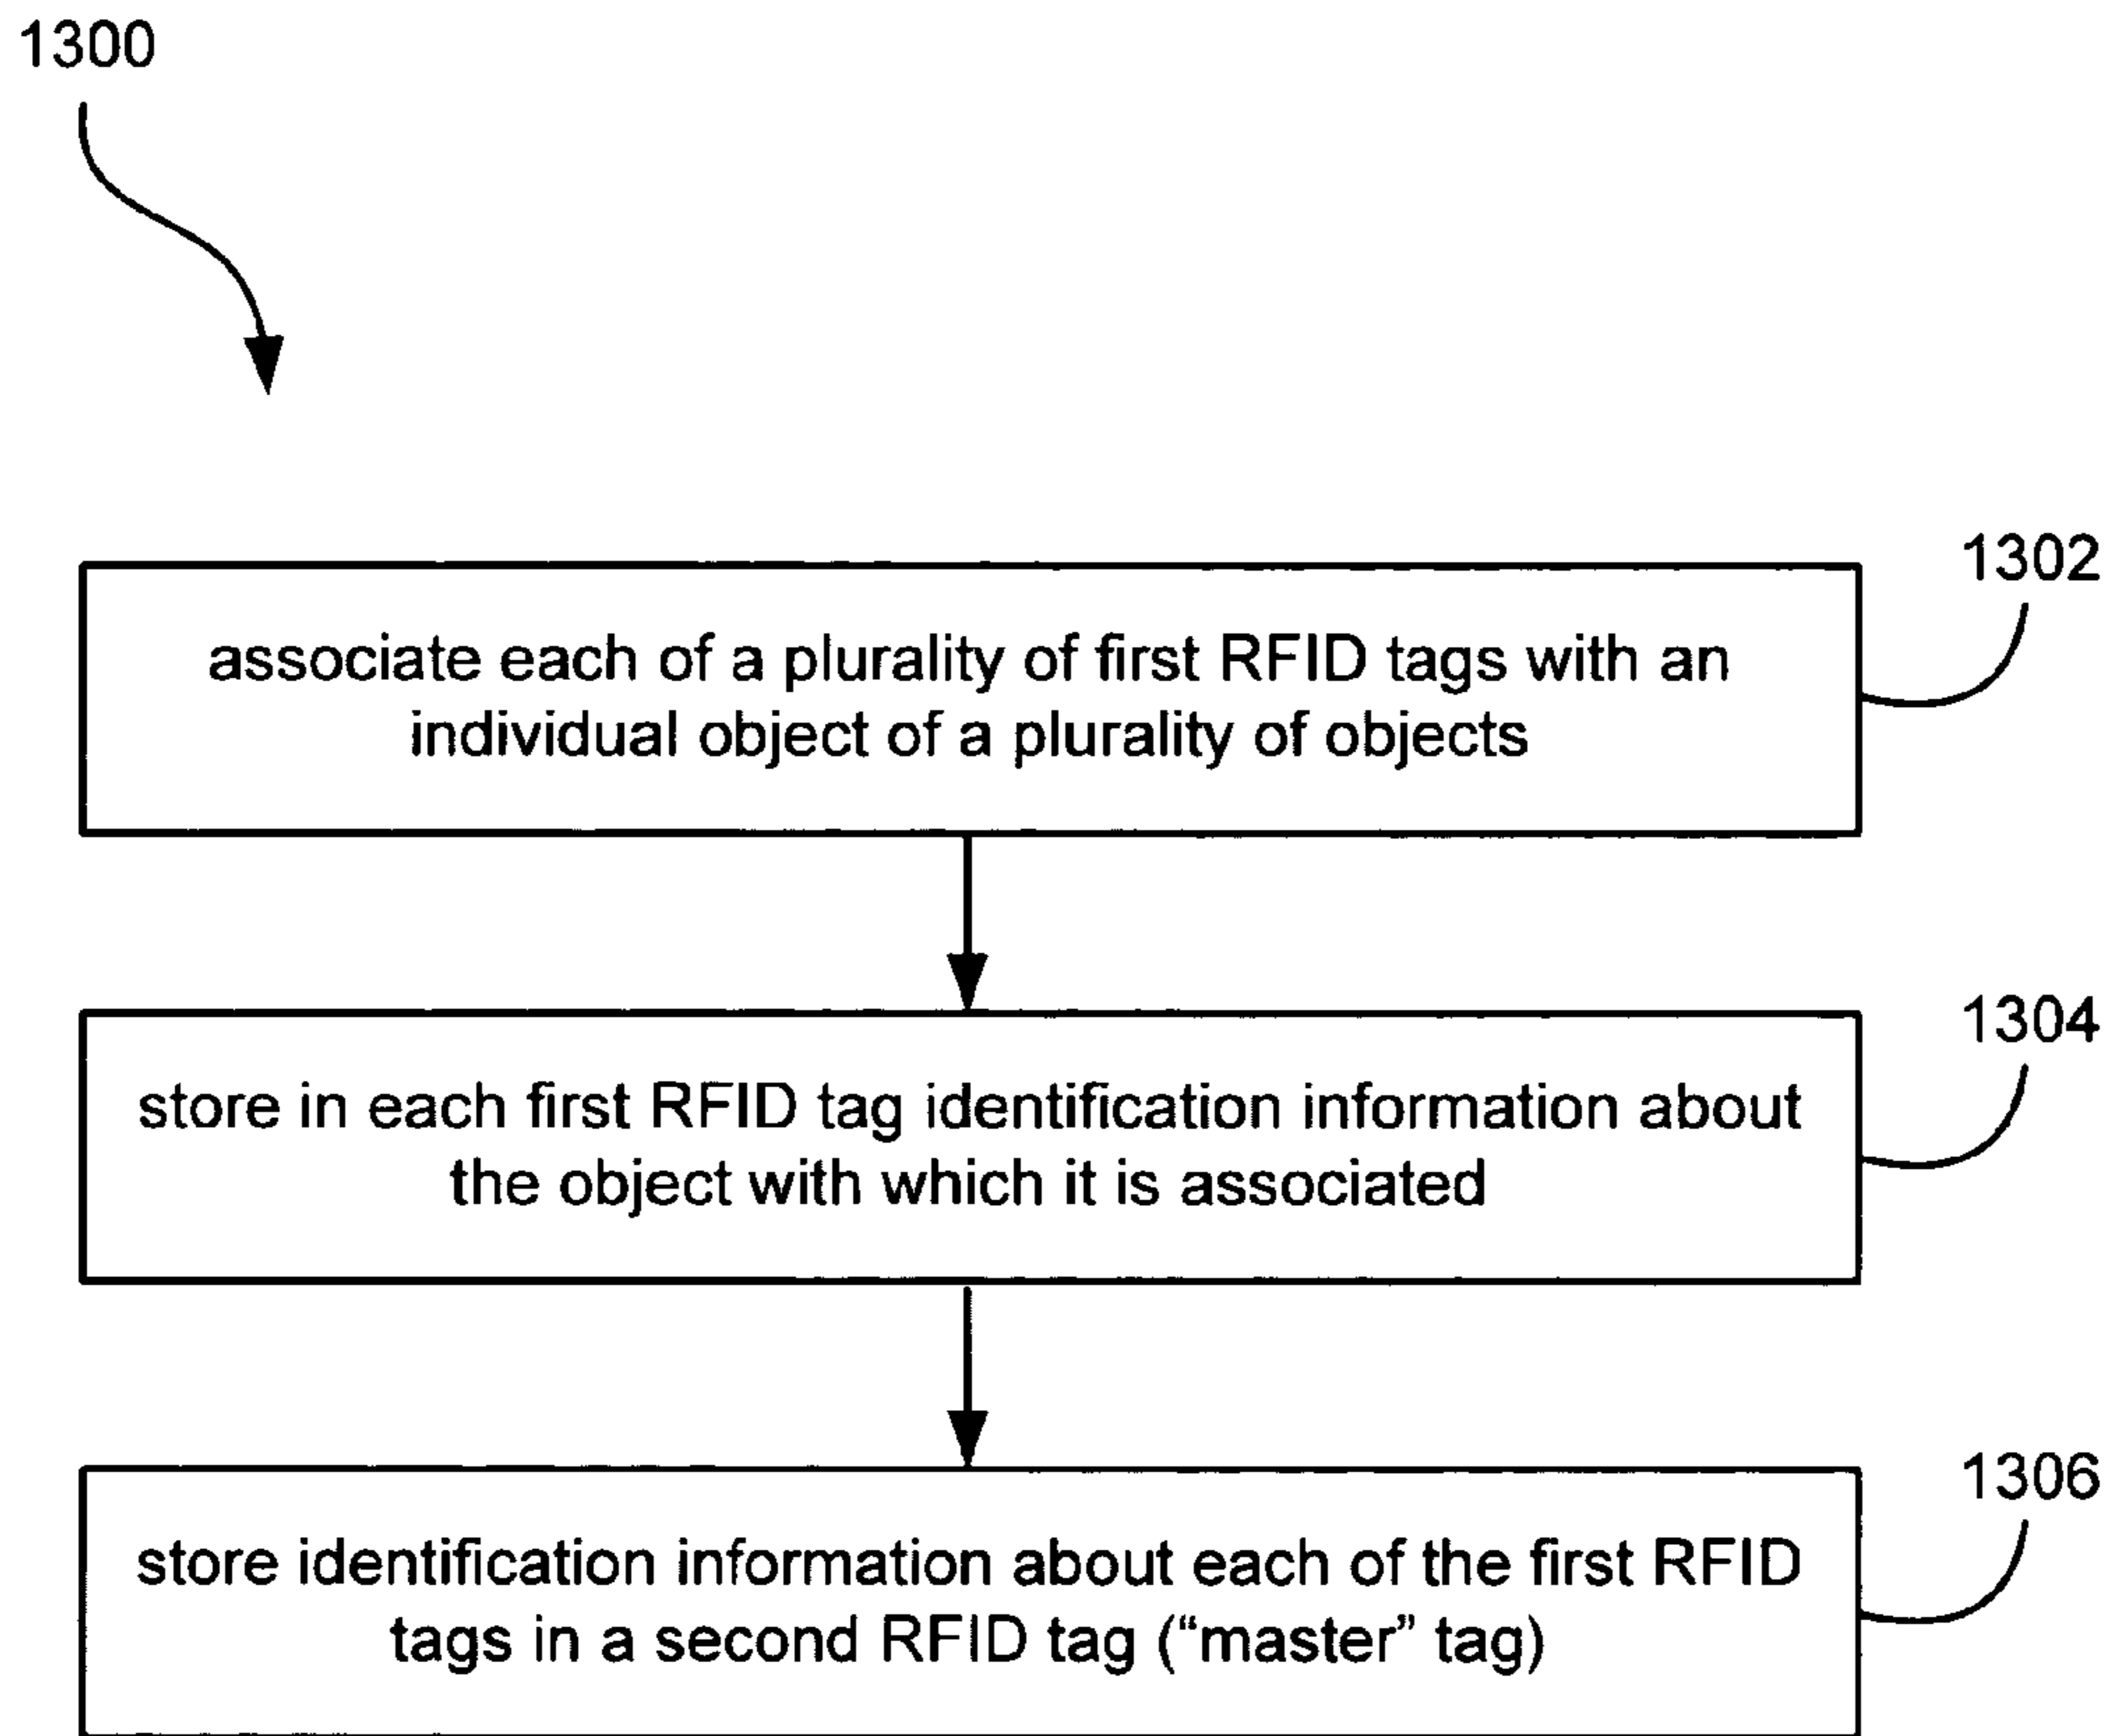 1300
1302
associate each of a plurality of first RFID tags with an
individual object of a plurality of objects
1304
store in each first RFID tag identification information about
the object with which it is associated
1306
store identification information about each of the first RFID
tags in a second RFID tag (“master” tag)